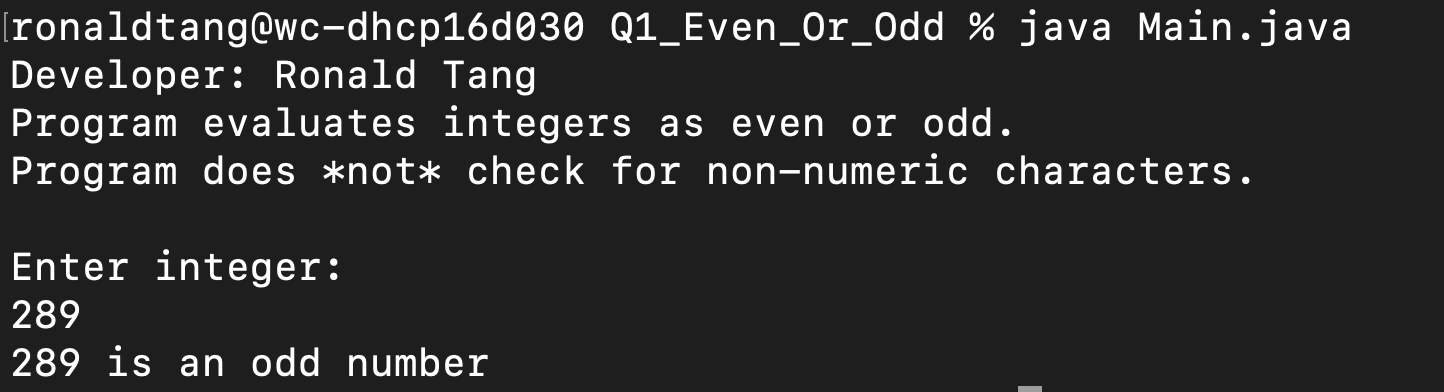 [ronaldtang@wc-dhcp16d030 Q1_Even_Or_Odd % java Main.java
Developer: Ronald Tang
Program evaluates integers as even or odd.
Program does *not* check for non-numeric characters.
Enter integer:
289
289 is an odd number